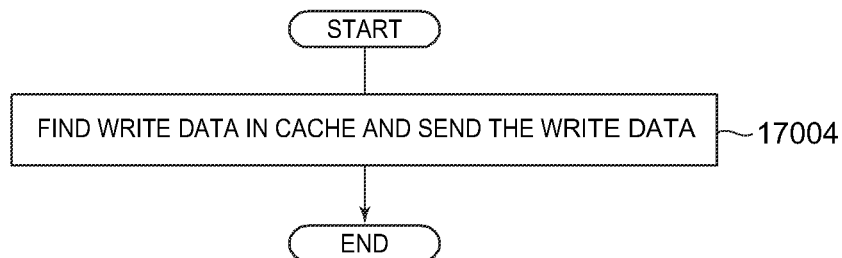 START
FIND WRITE DATA IN CACHE AND SEND THE WRITE DATA
17004
END